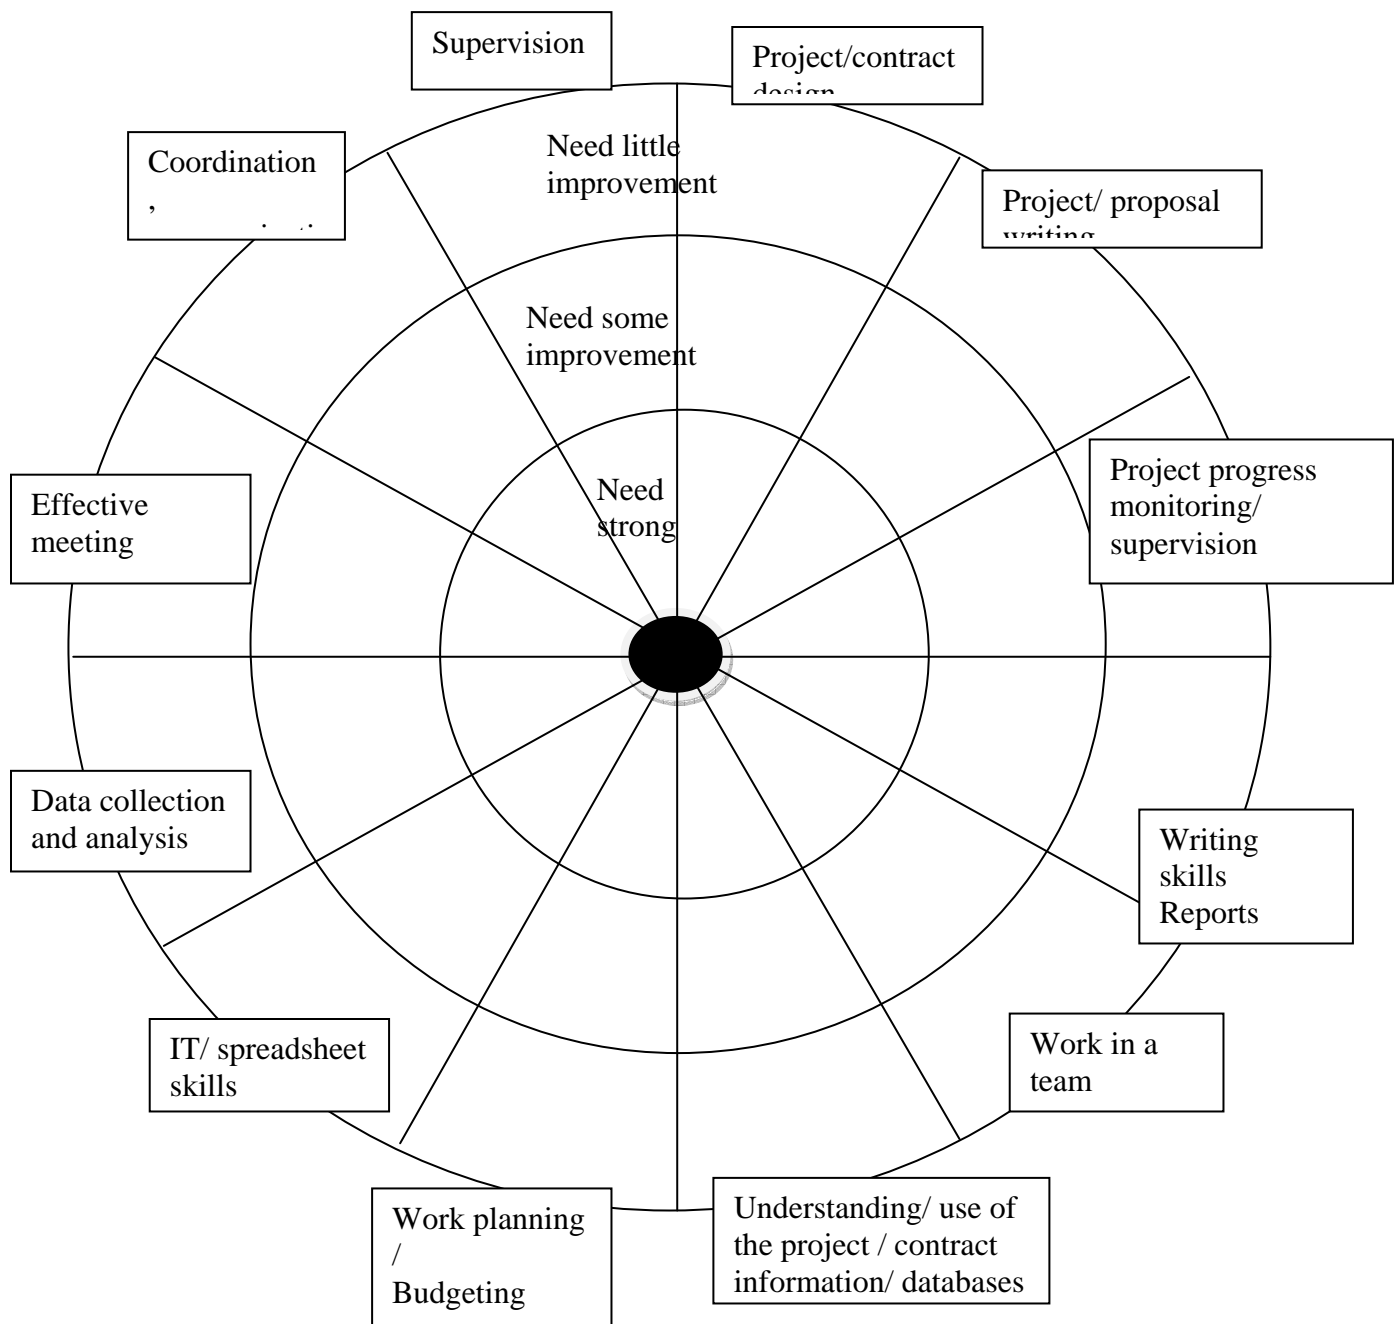 Supervision
Project/contract
design
Need little
improvement
Coordination
,
Project/ proposal
writing
Need some
improvement
Need
strong
Project progress
monitoring/
supervision
Effective
meeting
Data collection
and analysis
Writing
skills
Reports
IT/ spreadsheet
skills
Work in a
team
Work planning
/
Budgeting
Understanding/ use of
the project / contract
information/ databases